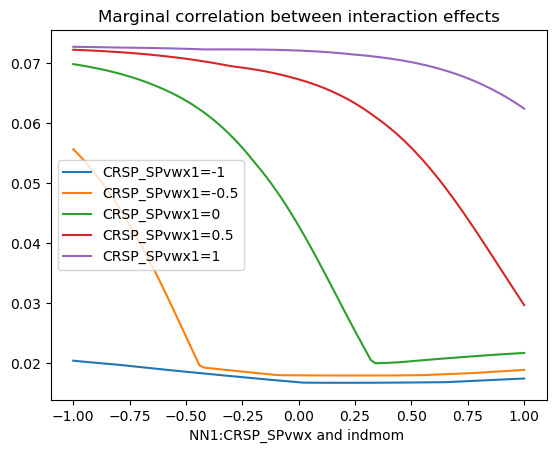 Marginal correlation between interaction effects
0.07
0.06
0.05
0.04
0.03
0.02
CRSP_SPvwx1=-1
CRSP_SPvwx1=-0.5
CRSP_SPvwx1=0
CRSP_SPvwx1=0.5
CRSP_SPvwx1=1
−1.00 −0.75 −0.50 −0.25 0.00 0.25 0.50 0.75 1.00
NN1:CRSP_SPvwx and indmom